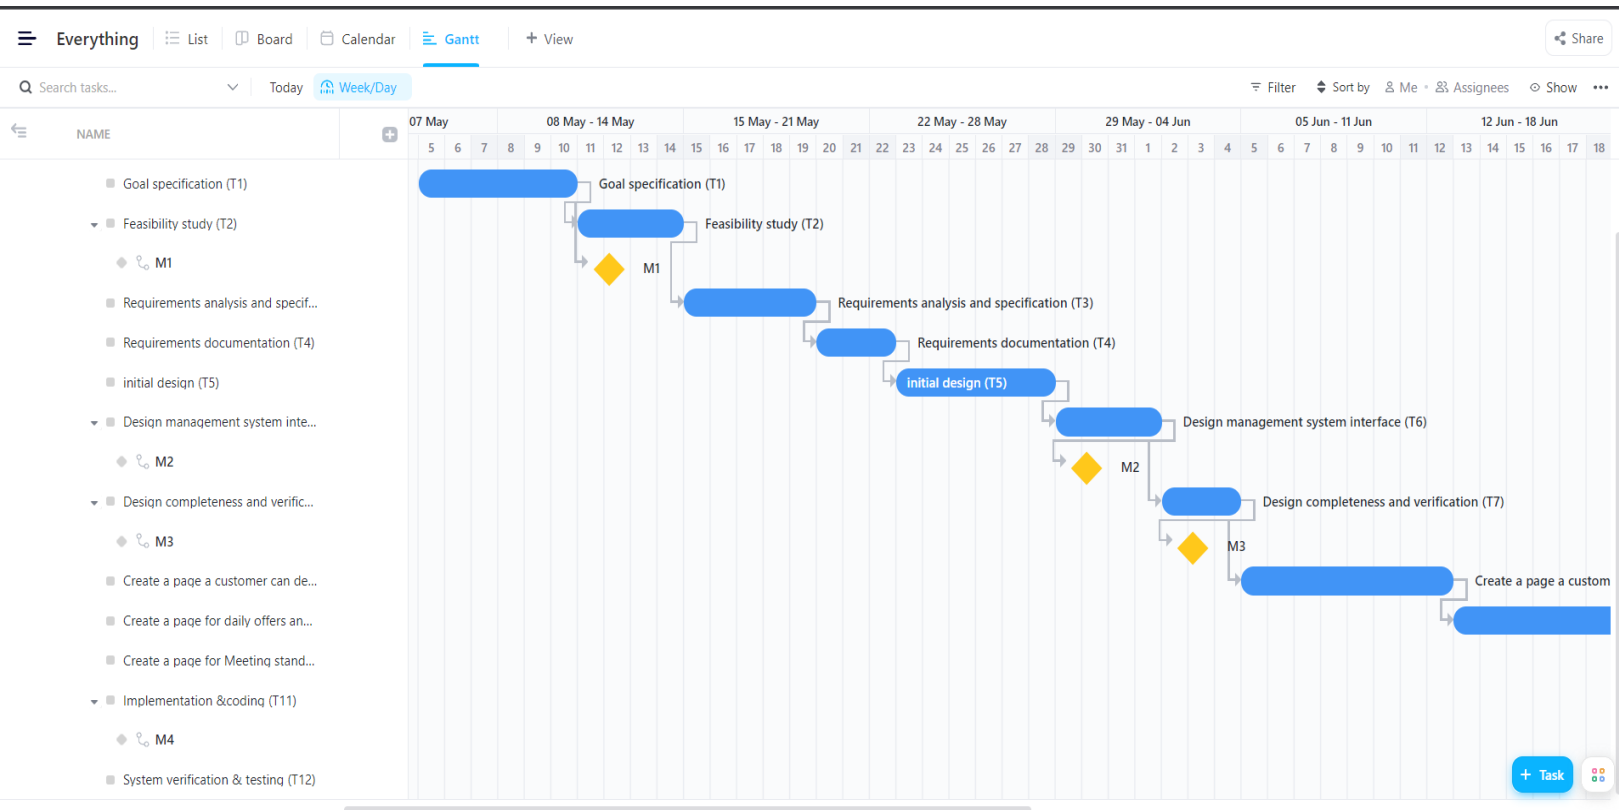 Everything List Board Calendar Gantt + View Share
Search tasks... Today Week/Day Filter Sort by Me Assignees Show
NAME 07 May 08 May - 14 May 15 May - 21 May 22 May - 28 May 29 May - 04 Jun 05 Jun - 11 Jun 12 Jun - 18 Jun
5 6 7 8 9 10 11 12 13 14 15 16 17 18 19 20 21 22 23 24 25 26 27 28 29 30 31 1 2 3 4 5 6 7 8 9 10 11 12 13 14 15 16 17 18
Goal specification (T1) Goal specification (T1)
Feasibility study (T2) Feasibility study (T2)
M1 M1
Requirements analysis and specif... Requirements analysis and specification (T3)
Requirements documentation (T4) Requirements documentation (T4)
initial design (T5) initial design (T5)
Design management system inte... Design management system interface (T6)
M2 M2
Design completeness and verific... Design completeness and verification (T7)
M3 M3
Create a page a customer can de... Create a page a custom
Create a page for daily offers an...
Create a page for Meeting stand...
Implementation &coding (T11)
M4
System verification & testing (T12) + Task